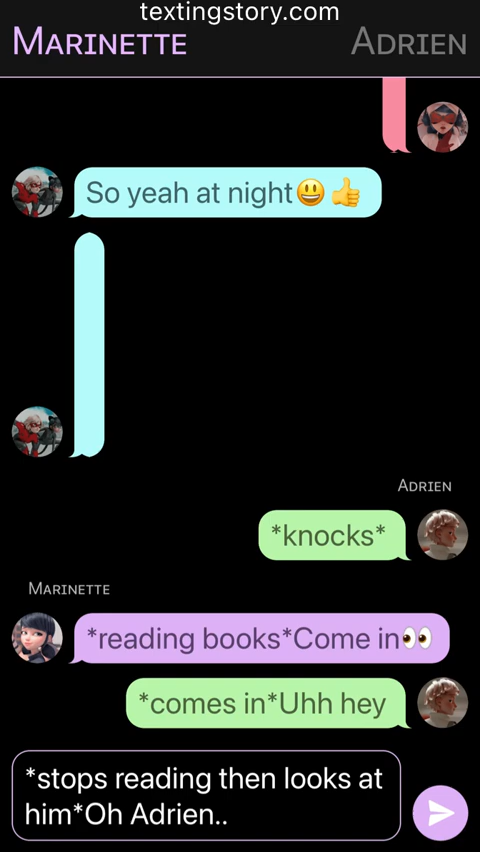 textingstory.com
MARINETTE ADRIEN
So yeah at night😃👍
ADRIEN
*knocks*
MARINETTE
*reading books*Come in👀
*comes in*Uhh hey
*stops reading then looks at
him*Oh Adrien..